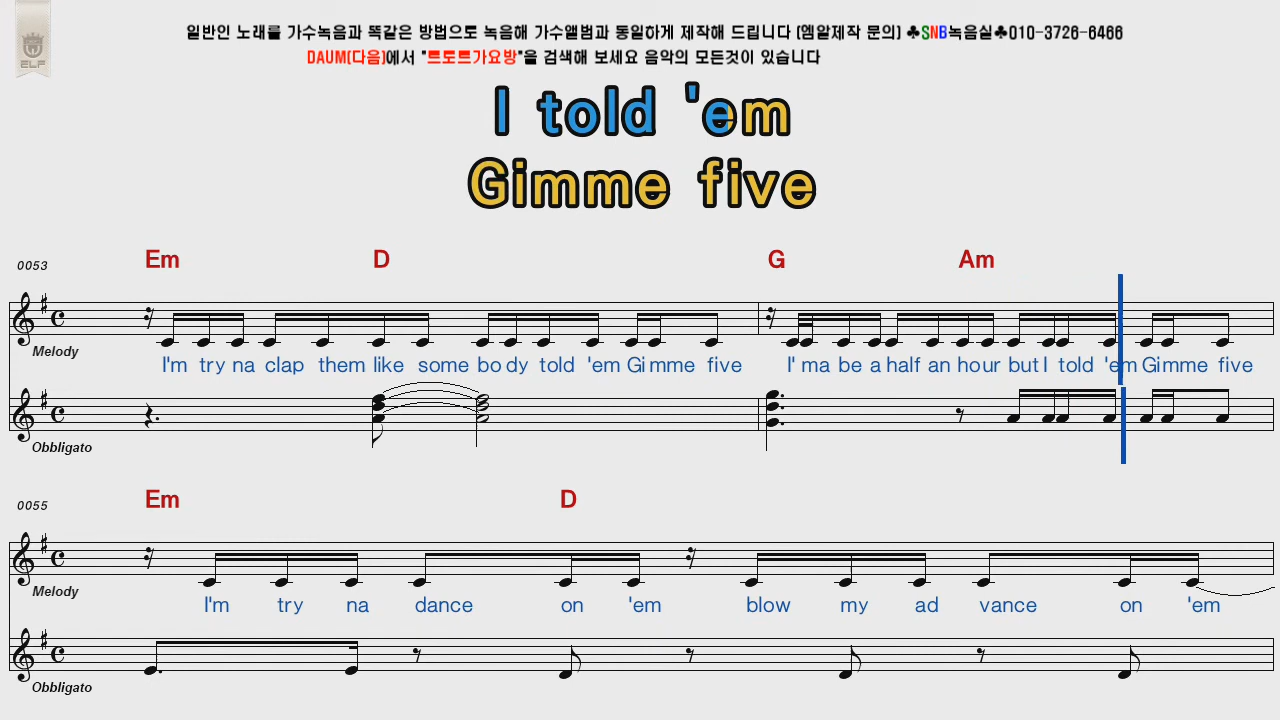 일반인 노래를 가수녹음과 똑같은 방법으로 녹음해 가수앨범과 동일하게 제작해 드립니다 (엠알제작 문의) ♣SNB녹음실♣010-3726-6466
DAUM(다음)에서 "트로트가요방"을 검색해 보세요 음악의 모든것이 있습니다
ELF
I told 'em
Gimme five
0053 Em D G Am
Melody
I'm try na clap them like some bo dy told 'em Gi mme five I' ma be a half an hour but I told 'em Gimme five
Obbligato
0055 Em D
Melody
I'm try na dance on 'em blow my ad vance on 'em
Obbligato